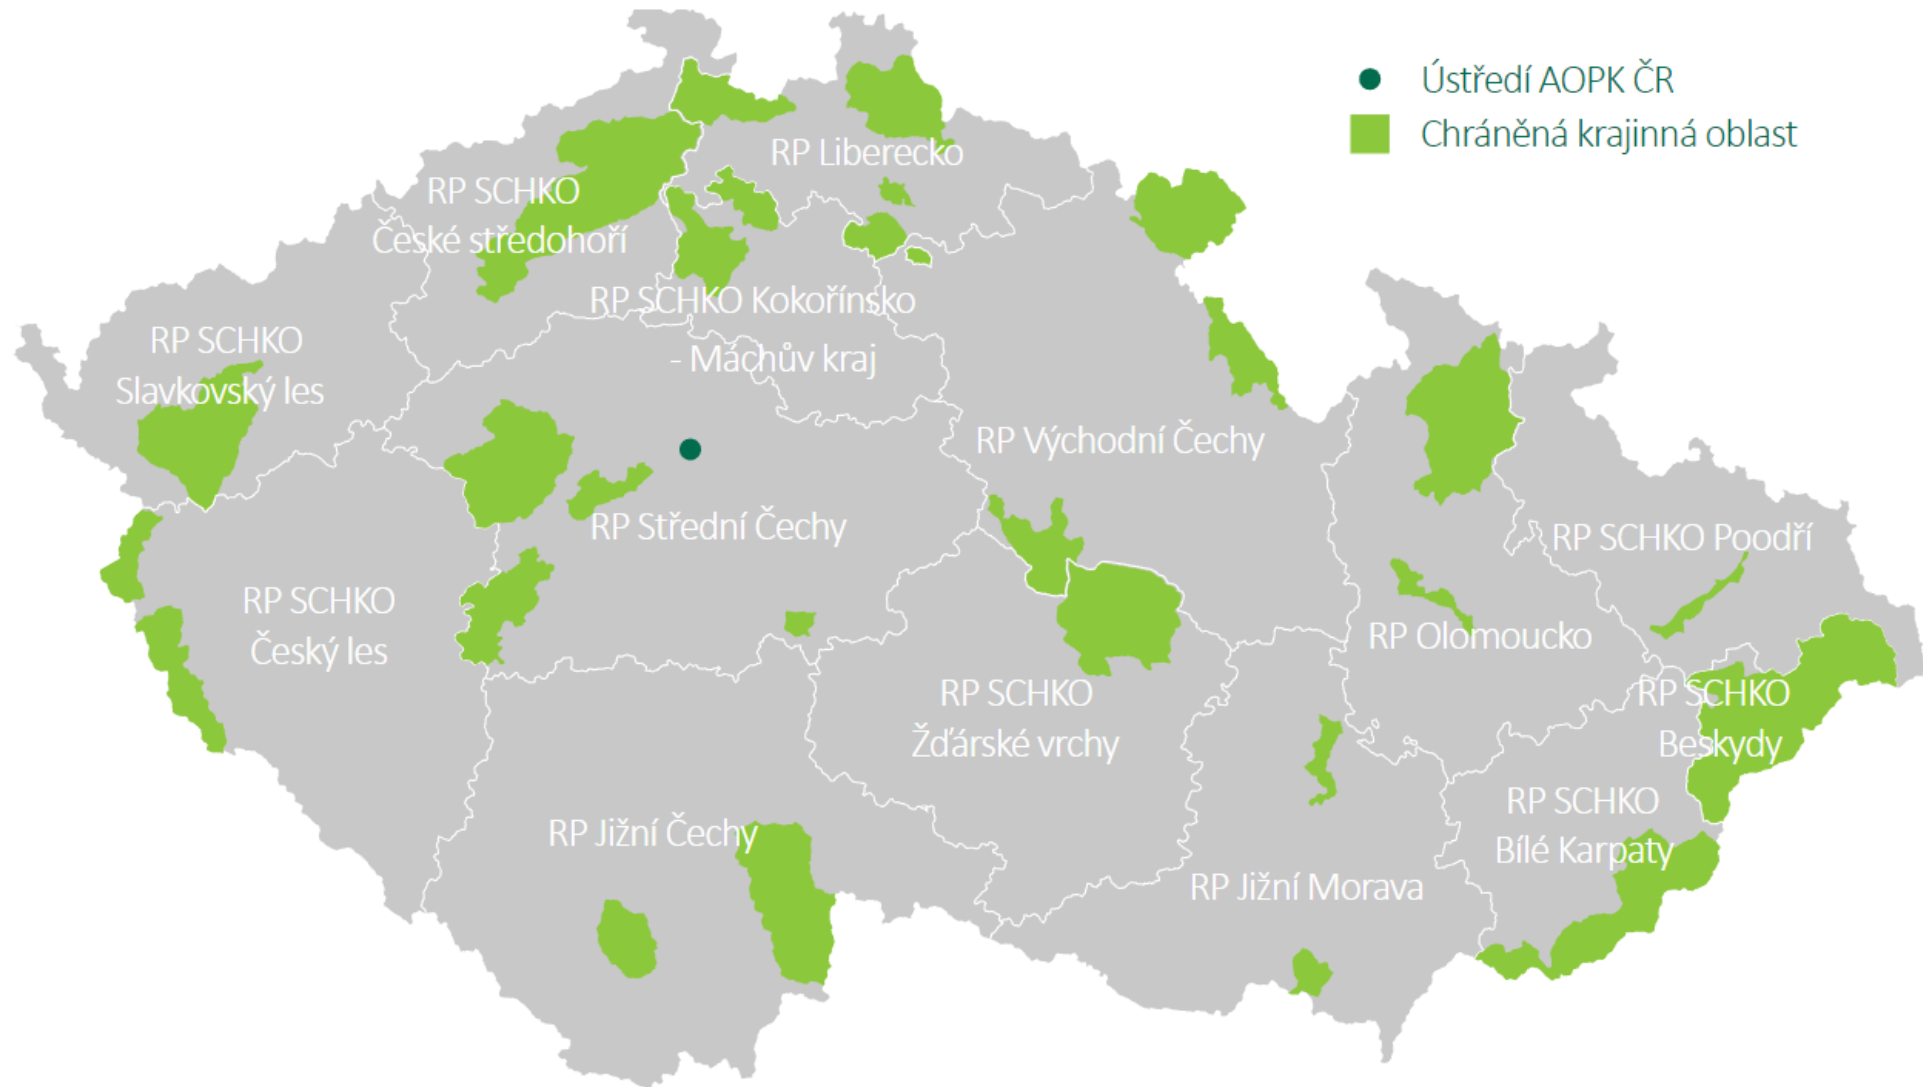 Ústředí AOPK ČR
Chráněná krajinná oblast
RP Liberecko
RP SCHKO
České středohoří
RP SCHKO Kokořínsko
- Máchův kraj
RP SCHKO
Slavkovský les
RP Východní Čechy
RP Střední Čechy
RP SCHKO Poodří
RP SCHKO
Český les
RP Olomoucko
RP SCHKO
Žďárské vrchy
RP SCHKO
Beskydy
RP SCHKO
Bílé Karpaty
RP Jižní Čechy
RP Jižní Morava